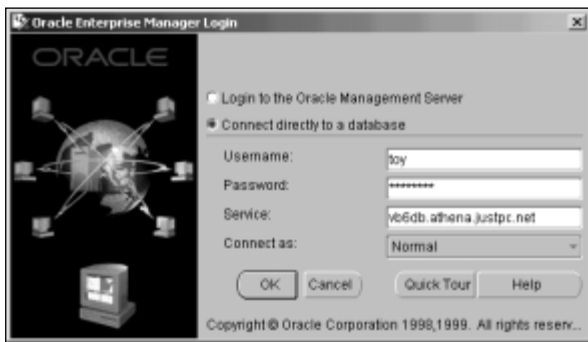 Oracle Enterprise Manager Login
ORACLE
Login to the Oracle Management Server
Connect directly to a database
Username: toy
Password: ********
Service: vb6db.athena.justpc.net
Connect as: Normal
OK Cancel Quick Tour Help
Copyright © Oracle Corporation 1998,1999. All rights reserv...